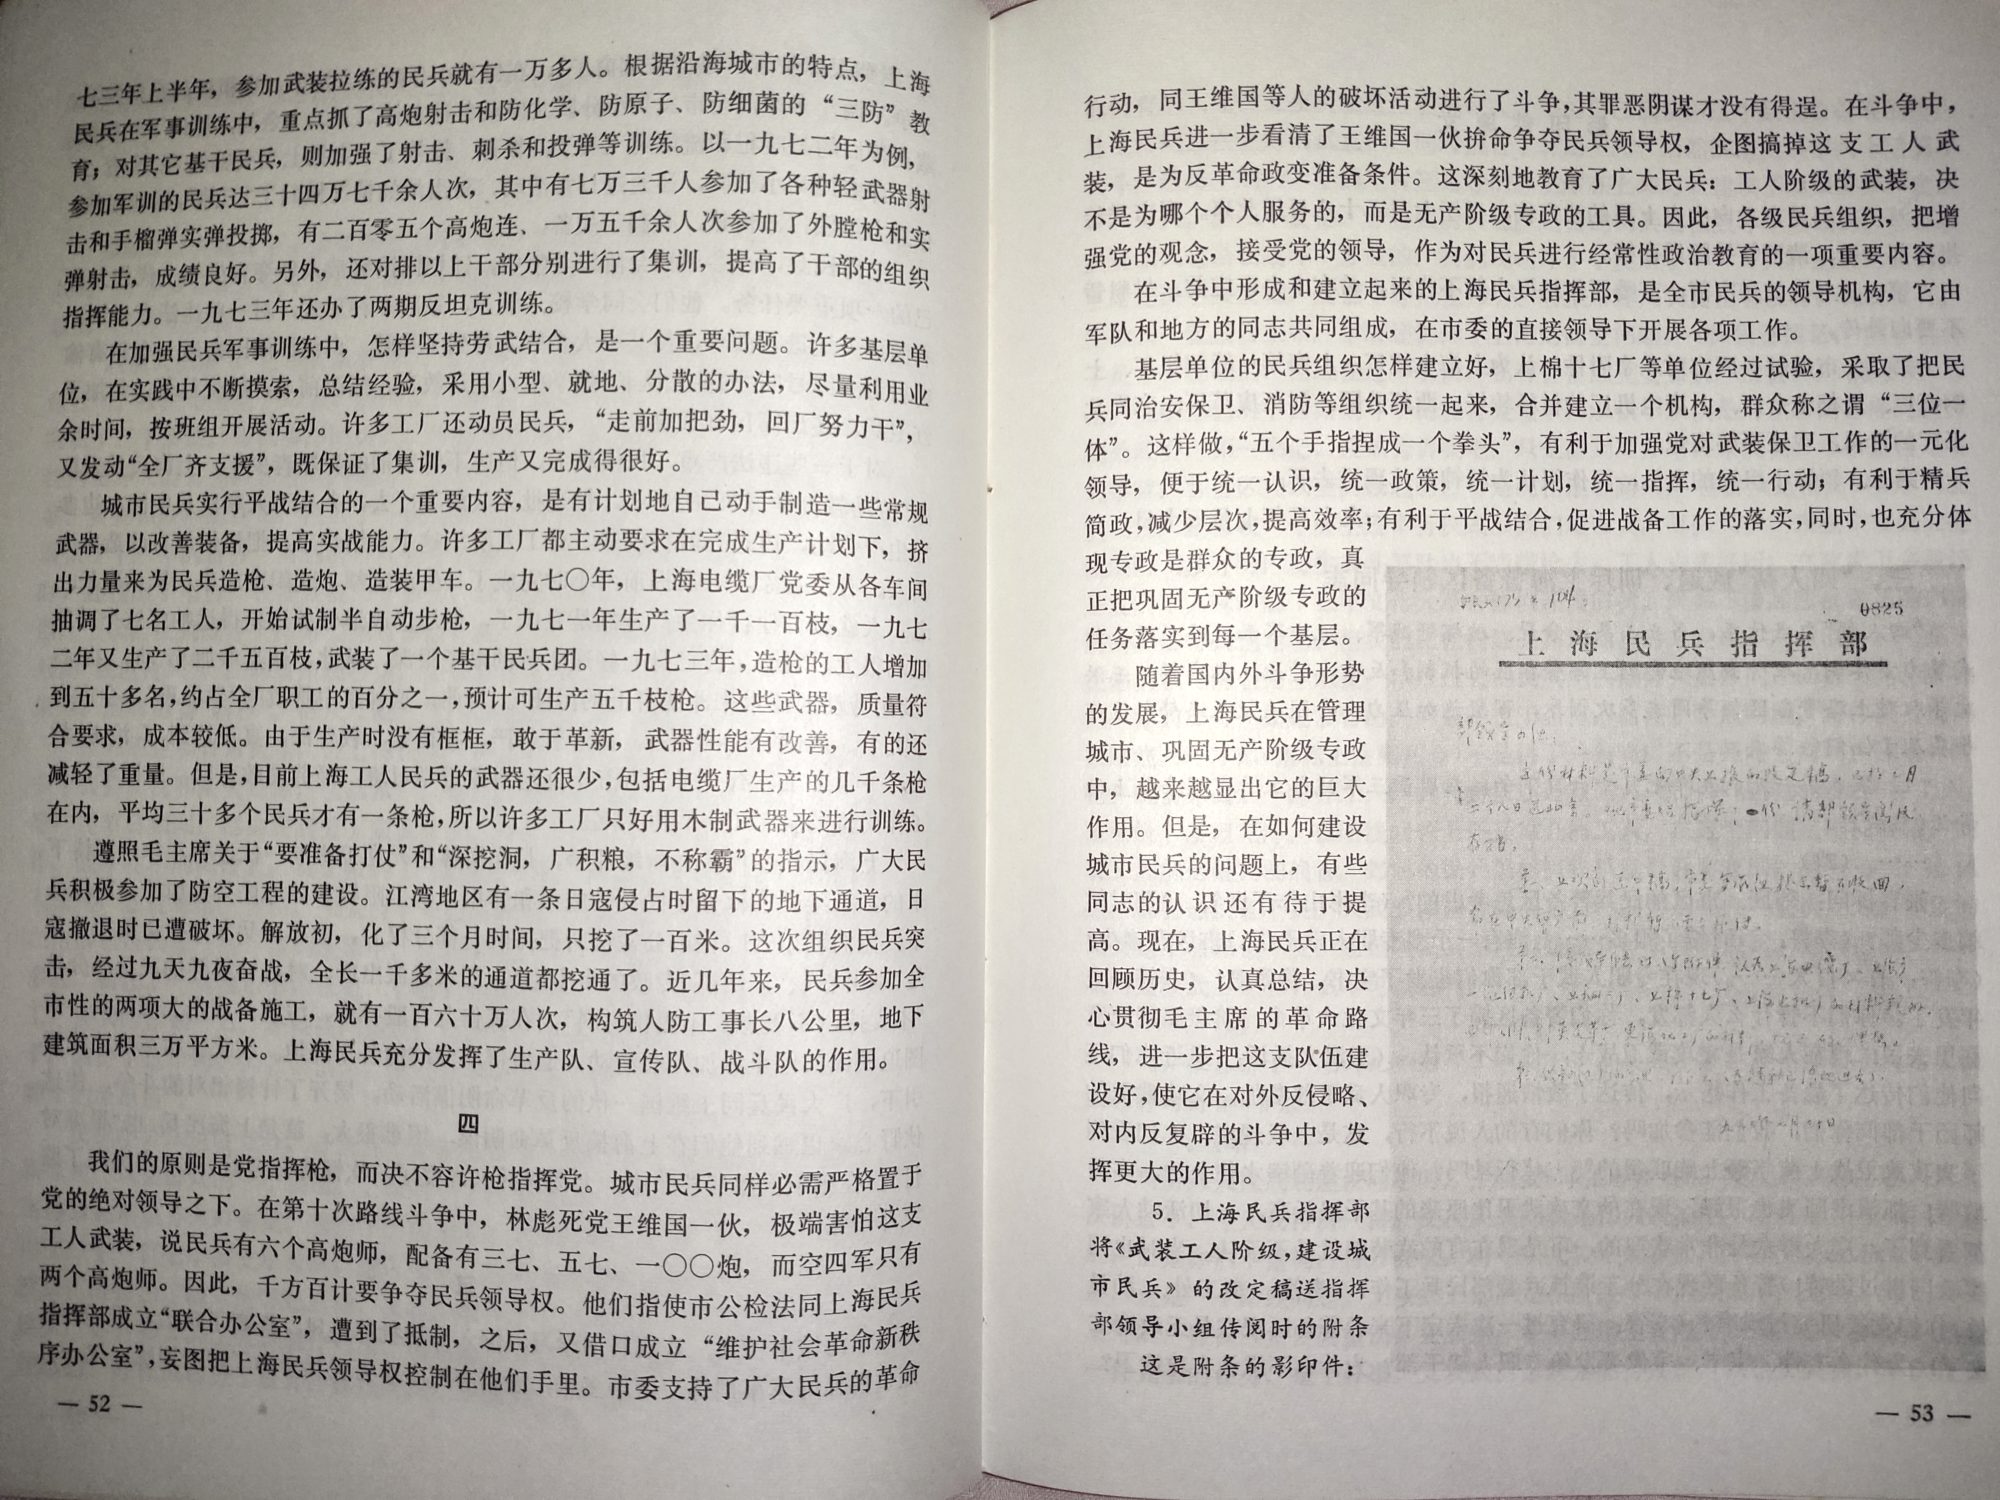 七三年上半年，参加武装拉练的民兵就有一万多人。根据沿海城市的特点，上海
民兵在军事训练中，重点抓了高炮射击和防化学、防原子、防细菌的“三防”教
育；对其它基干民兵，则加强了射击、刺杀和投弹等训练。以一九七二年为例，
参加军训的民兵达三十四万七千余人次，其中有七万三千人参加了各种轻武器射
击和手榴弹实弹投掷，有二百零五个高炮连、一万五千余人次参加了外膛枪和实
弹射击，成绩良好。另外，还对排以上干部分别进行了集训，提高了干部的组织
指挥能力。一九七三年还办了两期反坦克训练。
在加强民兵军事训练中，怎样坚持劳武结合，是一个重要问题。许多基层单
位，在实践中不断摸索，总结经验，采用小型、就地、分散的办法，尽量利用业
余时间，按班组开展活动。许多工厂还动员民兵，“走前加把劲，回厂努力干”，
又发动“全厂齐支援”，既保证了集训，生产又完成得很好。
城市民兵实行平战结合的一个重要内容，是有计划地自己动手制造一些常规
武器，以改善装备，提高实战能力。许多工厂都主动要求在完成生产计划下，挤
出力量来为民兵造枪、造炮、造装甲车。一九七〇年，上海电缆厂党委从各车间
抽调了七名工人，开始试制半自动步枪，一九七一年生产了一千一百枝，一九七
二年又生产了二千五百枝，武装了一个基干民兵团。一九七三年，造枪的工人增加
到五十多名，约占全厂职工的百分之一，预计可生产五千枝枪。这些武器，质量符
合要求，成本较低。由于生产时没有框框，敢于革新，武器性能有改善，有的还
减轻了重量。但是，目前上海工人民兵的武器还很少，包括电缆厂生产的几千条枪
在内，平均三十多个民兵才有一条枪，所以许多工厂只好用木制武器来进行训练。
遵照毛主席关于“要准备打仗”和“深挖洞，广积粮，不称霸”的指示，广大民
兵积极参加了防空工程的建设。江湾地区有一条日寇侵占时留下的地下通道，日
寇撤退时已遭破坏。解放初，化了三个月时间，只挖了一百米。这次组织民兵突
击，经过九天九夜奋战，全长一千多米的通道都挖通了。近几年来，民兵参加全
市性的两项大的战备施工，就有一百六十万人次，构筑人防工事长八公里，地下
建筑面积三万平方米。上海民兵充分发挥了生产队、宣传队、战斗队的作用。
四
我们的原则是党指挥枪，而决不容许枪指挥党。城市民兵同样必需严格置于
党的绝对领导之下。在第十次路线斗争中，林彪死党王维国一伙，极端害怕这支
工人武装，说民兵有六个高炮师，配备有三七、五七、一〇〇炮，而空四军只有
两个高炮师。因此，千方百计要争夺民兵领导权。他们指使市公检法同上海民兵
指挥部成立“联合办公室”，遭到了抵制，之后，又借口成立“维护社会革命新秩
序办公室”，妄图把上海民兵领导权控制在他们手里。市委支持了广大民兵的革命
— 52 —
行动，同王维国等人的破坏活动进行了斗争，其罪恶阴谋才没有得逞。在斗争中，
上海民兵进一步看清了王维国一伙拚命争夺民兵领导权，企图搞掉这支工人武
装，是为反革命政变准备条件。这深刻地教育了广大民兵：工人阶级的武装，决
不是为哪个个人服务的，而是无产阶级专政的工具。因此，各级民兵组织，把增
强党的观念，接受党的领导，作为对民兵进行经常性政治教育的一项重要内容。
在斗争中形成和建立起来的上海民兵指挥部，是全市民兵的领导机构，它由
军队和地方的同志共同组成，在市委的直接领导下开展各项工作。
基层单位的民兵组织怎样建立好，上棉十七厂等单位经过试验，采取了把民
兵同治安保卫、消防等组织统一起来，合并建立一个机构，群众称之谓“三位一
体”。这样做，“五个手指捏成一个拳头”，有利于加强党对武装保卫工作的一元化
领导，便于统一认识，统一政策，统一计划，统一指挥，统一行动；有利于精兵
简政，减少层次，提高效率；有利于平战结合，促进战备工作的落实，同时，也充分体
现专政是群众的专政，真
正把巩固无产阶级专政的
任务落实到每一个基层。
随着国内外斗争形势
的发展，上海民兵在管理
城市、巩固无产阶级专政
中，越来越显出它的巨大
作用。但是，在如何建设
城市民兵的问题上，有些
同志的认识还有待于提
高。现在，上海民兵正在
回顾历史，认真总结，决
心贯彻毛主席的革命路
线，进一步把这支队伍建
设好，使它在对外反侵略、
对内反复辟的斗争中，发
挥更大的作用。
5．上海民兵指挥部
将《武装工人阶级，建设城
市民兵》的改定稿送指挥
部领导小组传阅时的附条
这是附条的影印件：
0825
上海民兵指挥部
— 53 —